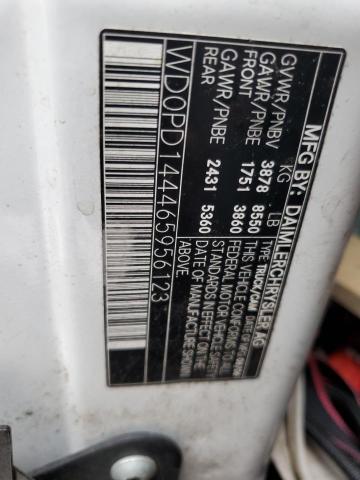 MFG BY: DAIMLERCHRYSLER AG
KG LB TYPE: TRUCK/CAM
GVWR/PNBV 3878 8550
GAWR/PNBE FRONT 1751 3860
GAWR/PNBE REAR 2431 5360
THIS VEHICLE CONFORMS TO ALL
FEDERAL MOTOR VEHICLE SAFETY
STANDARDS IN EFFECT ON THE
DATE OF MANUFACTURE SHOWN
WD0PD144465956123